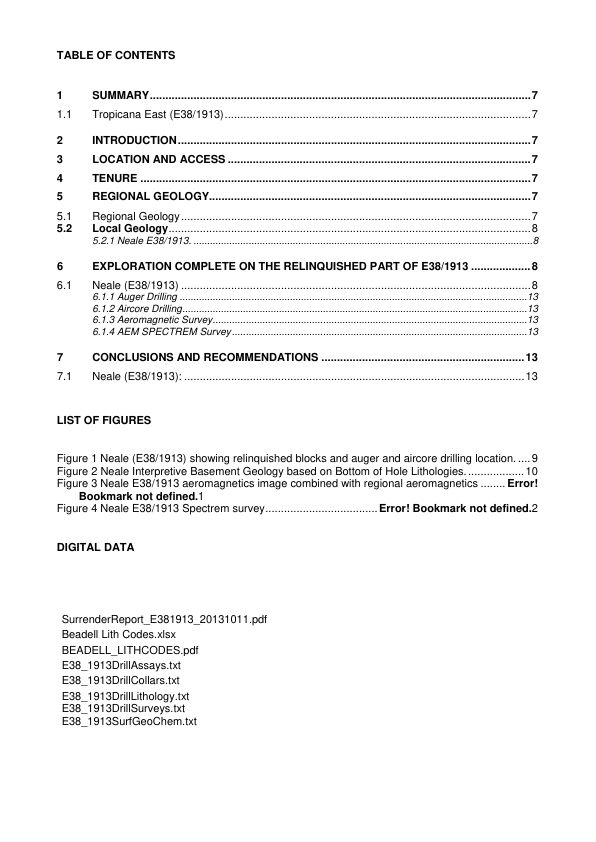 TABLE OF CONTENTS
1 SUMMARY.....................................................................................................................7
1.1 Tropicana East (E38/1913)............................................................................................7
2 INTRODUCTION............................................................................................................7
3 LOCATION AND ACCESS ............................................................................................7
4 TENURE ........................................................................................................................7
5 REGIONAL GEOLOGY..................................................................................................7
5.1 Regional Geology..........................................................................................................7
5.2 Local Geology................................................................................................................8
5.2.1 Neale E38/1913. .........................................................................................................8
6 EXPLORATION COMPLETE ON THE RELINQUISHED PART OF E38/1913 ..................8
6.1 Neale (E38/1913) ..........................................................................................................8
6.1.1 Auger Drilling ............................................................................................................13
6.1.2 Aircore Drilling...........................................................................................................13
6.1.3 Aeromagnetic Survey................................................................................................13
6.1.4 AEM SPECTREM Survey.........................................................................................13
7 CONCLUSIONS AND RECOMMENDATIONS ..............................................................13
7.1 Neale (E38/1913): .......................................................................................................13
LIST OF FIGURES
Figure 1 Neale (E38/1913) showing relinquished blocks and auger and aircore drilling location. ....9
Figure 2 Neale Interpretive Basement Geology based on Bottom of Hole Lithologies. .................10
Figure 3 Neale E38/1913 aeromagnetics image combined with regional aeromagnetics ........ Error!
Bookmark not defined.1
Figure 4 Neale E38/1913 Spectrem survey.................................... Error! Bookmark not defined.2
DIGITAL DATA
SurrenderReport_E381913_20131011.pdf
Beadell Lith Codes.xlsx
BEADELL_LITHCODES.pdf
E38_1913DrillAssays.txt
E38_1913DrillCollars.txt
E38_1913DrillLithology.txt
E38_1913DrillSurveys.txt
E38_1913SurfGeoChem.txt